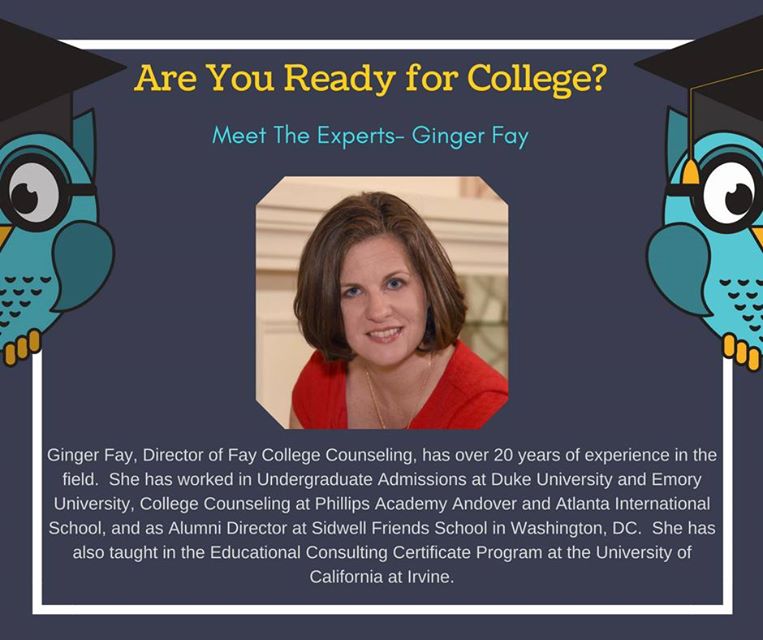 Are You Ready for College?
Meet The Experts- Ginger Fay
Ginger Fay, Director of Fay College Counseling, has over 20 years of experience in the
field.  She has worked in Undergraduate Admissions at Duke University and Emory
University, College Counseling at Phillips Academy Andover and Atlanta International
School, and as Alumni Director at Sidwell Friends School in Washington, DC.  She has
also taught in the Educational Consulting Certificate Program at the University of
California at Irvine.